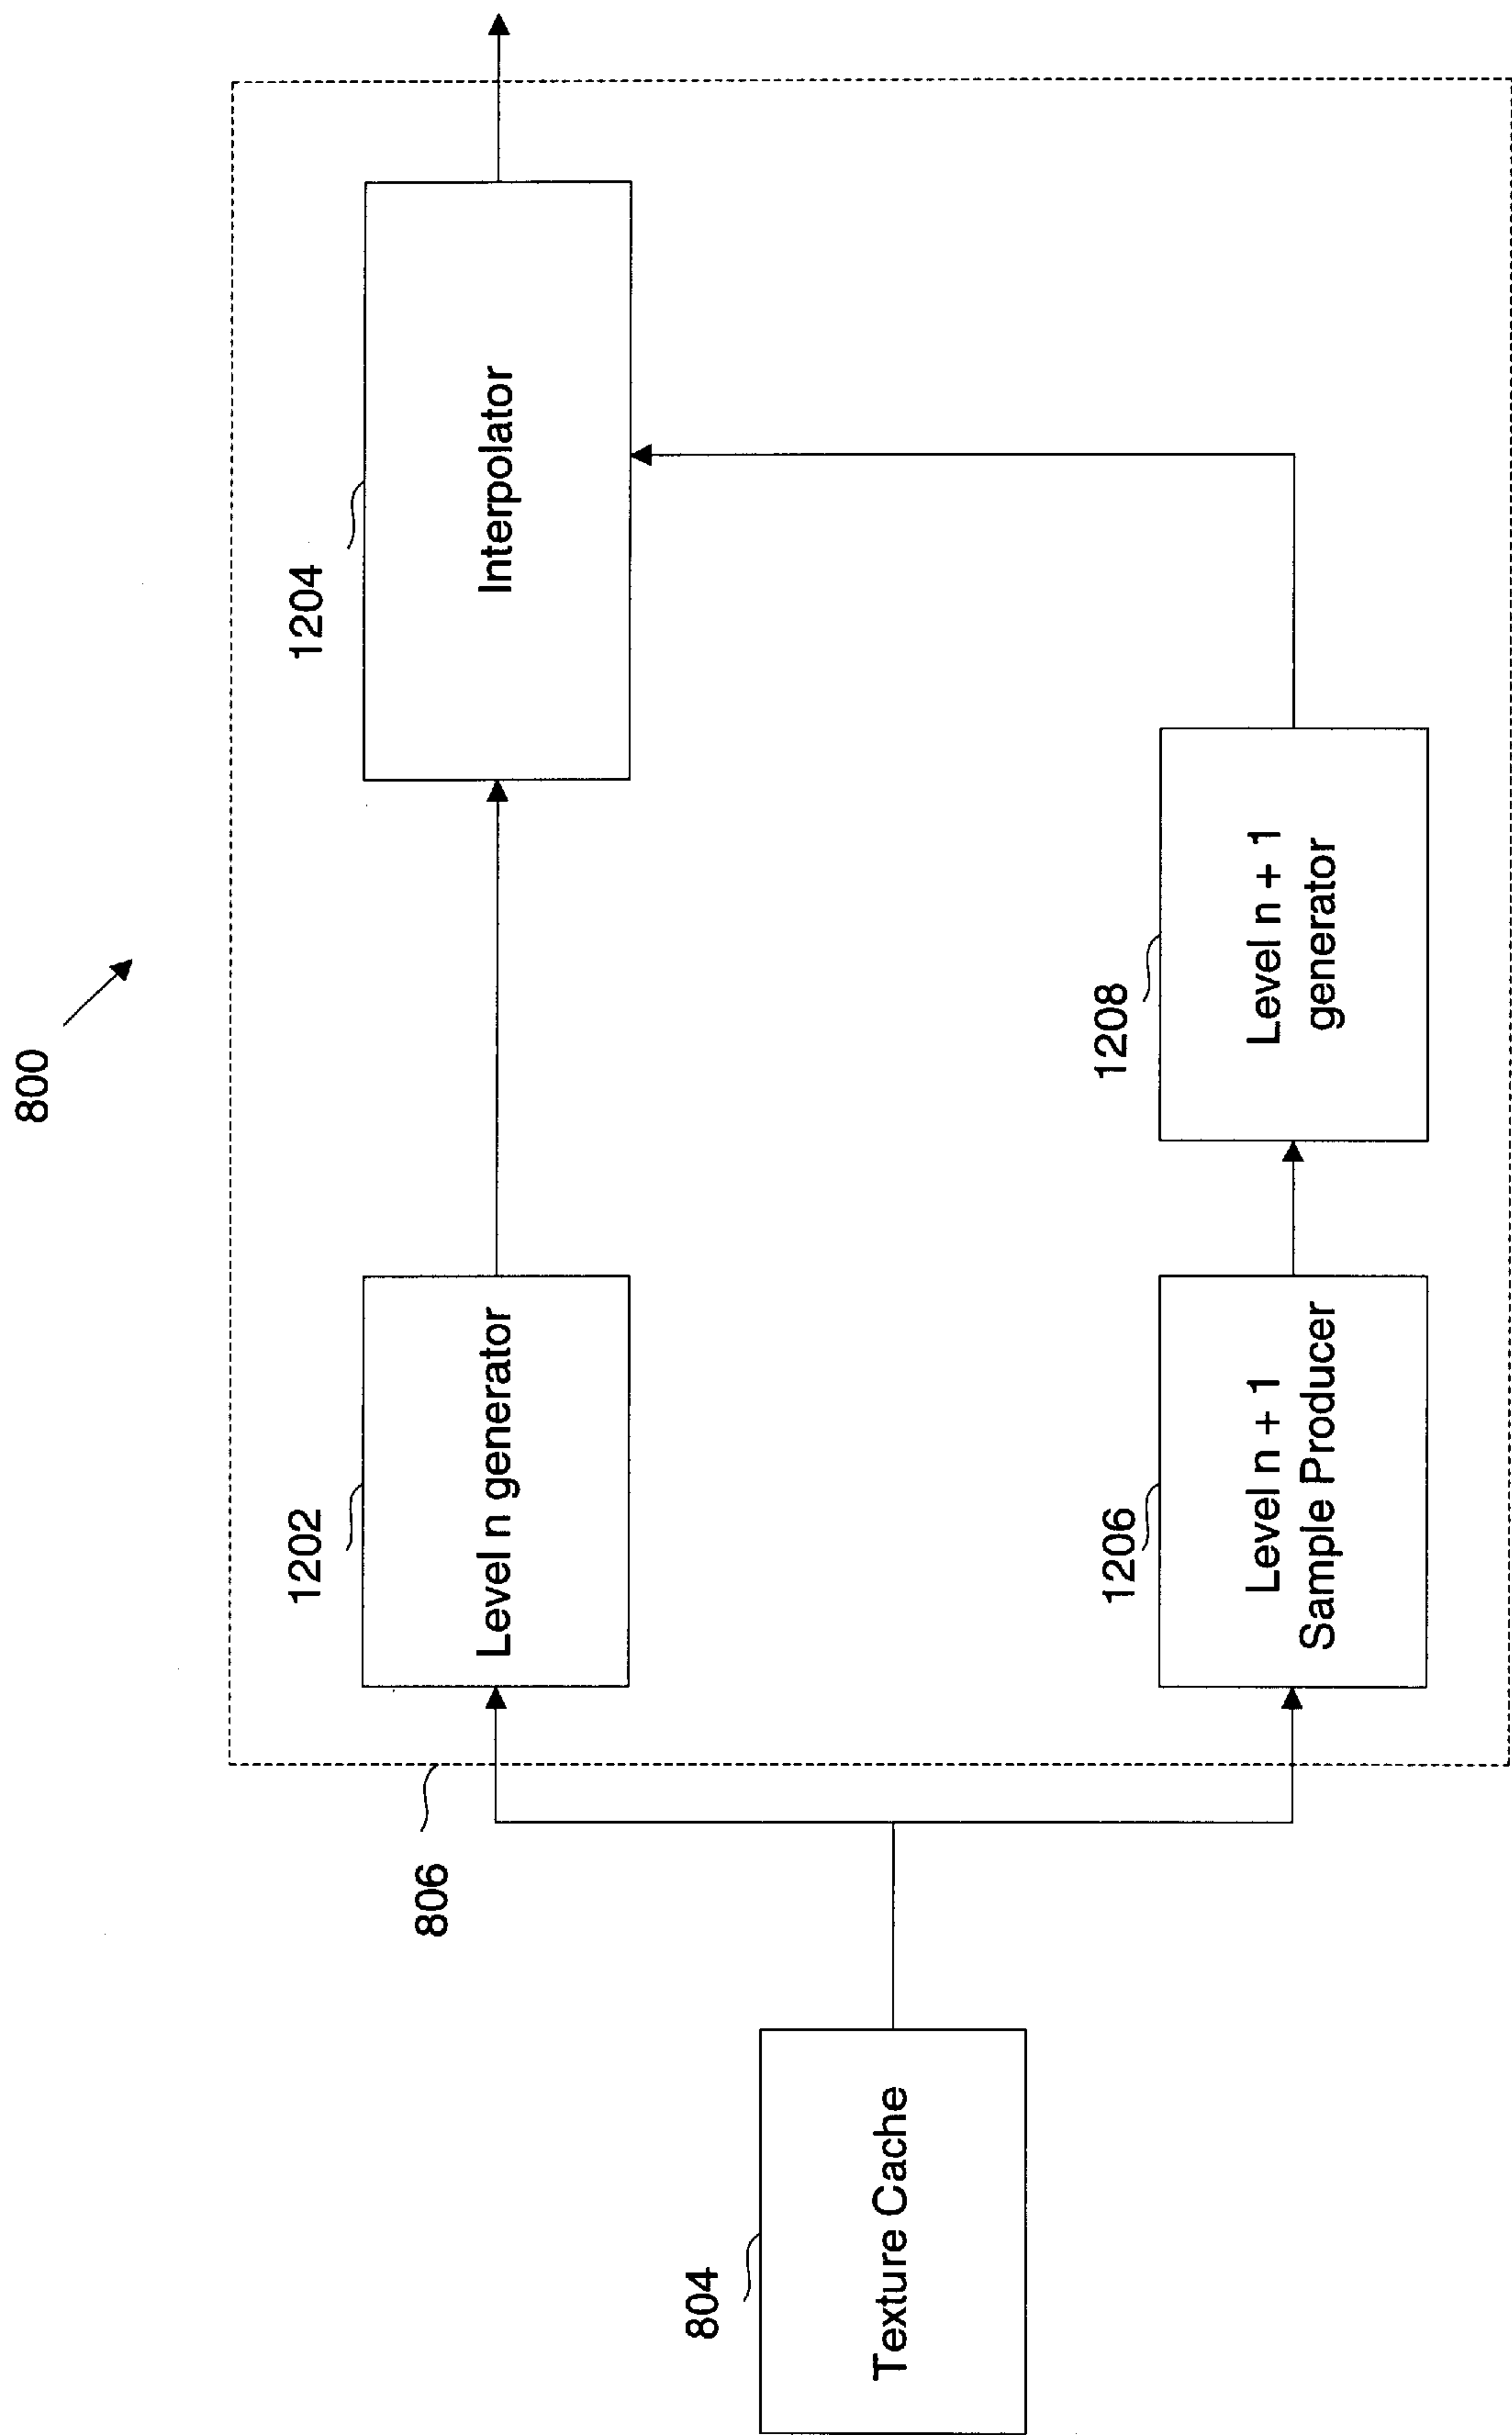 800
1202
Level n generator
1204
Interpolator
806
804
Texture Cache
1206
Level n + 1
Sample Producer
1208
Level n + 1
generator